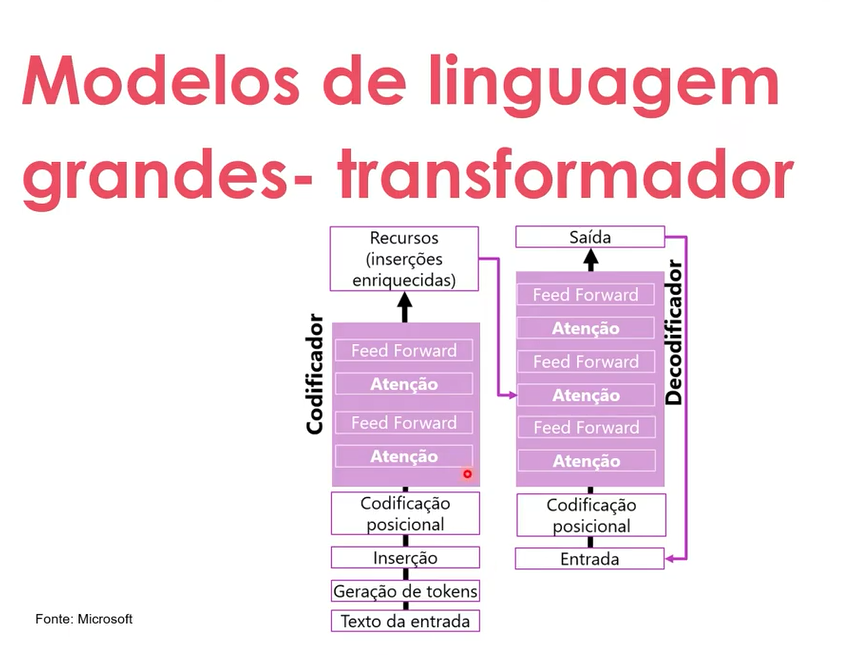 Modelos de linguagem
grandes- transformador
Recursos
(inserções
enriquecidas)
Codificador
Feed Forward
Atenção
Feed Forward
Atenção
Codificação
posicional
Inserção
Geração de tokens
Texto da entrada
Saída
Decodificador
Feed Forward
Atenção
Feed Forward
Atenção
Feed Forward
Atenção
Codificação
posicional
Entrada
Fonte: Microsoft